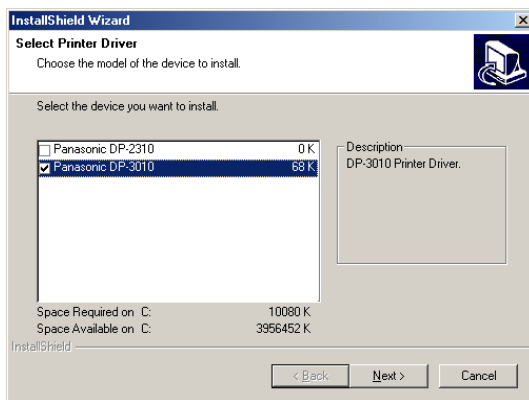 InstallShield Wizard
Select Printer Driver
Choose the model of the device to install.
Select the device you want to install.
Panasonic DP-2310 0 K
Panasonic DP-3010 68 K
Description
DP-3010 Printer Driver.
Space Required on C: 10080 K
Space Available on C: 3956452 K
InstallShield
< Back Next > Cancel